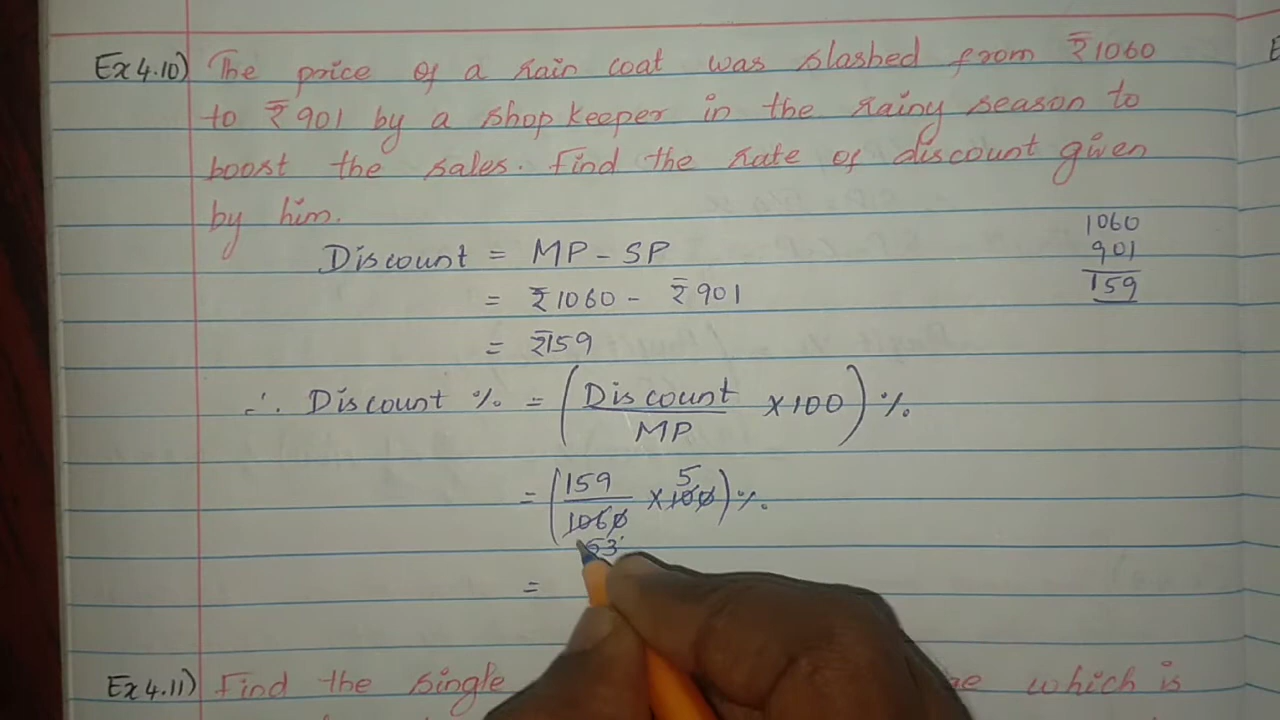 Ex 4.10) The price of a rain coat was slashed from ₹1060
to ₹901 by a shop keeper in the rainy season to
boost the sales. Find the rate of discount given
by him.
1060
901
159
Discount = MP - SP
= ₹1060 - ₹901
= ₹159
∴ Discount % = (Discount/MP × 100) %
= (159/1060 × 100) %
5
53
=
Ex 4.11) Find the single which is